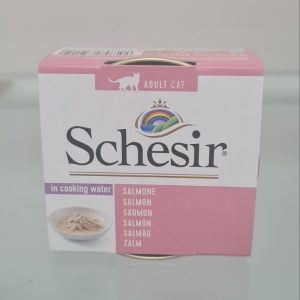 ADULT CAT
Schesir®
in cooking water
SALMONE
SALMON
SAUMON
SALMÓN
SALMÃO
ZALM